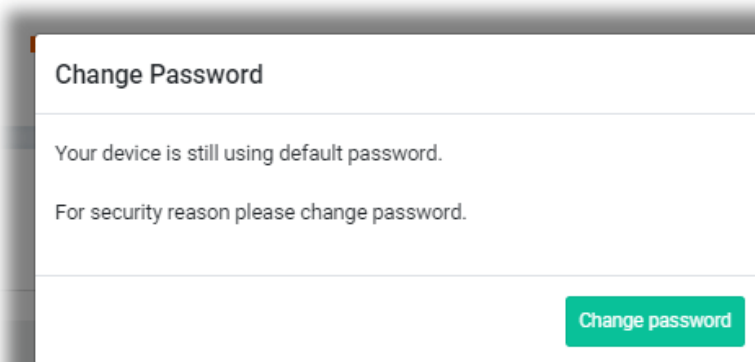 Change Password
Your device is still using default password.
For security reason please change password.
Change password